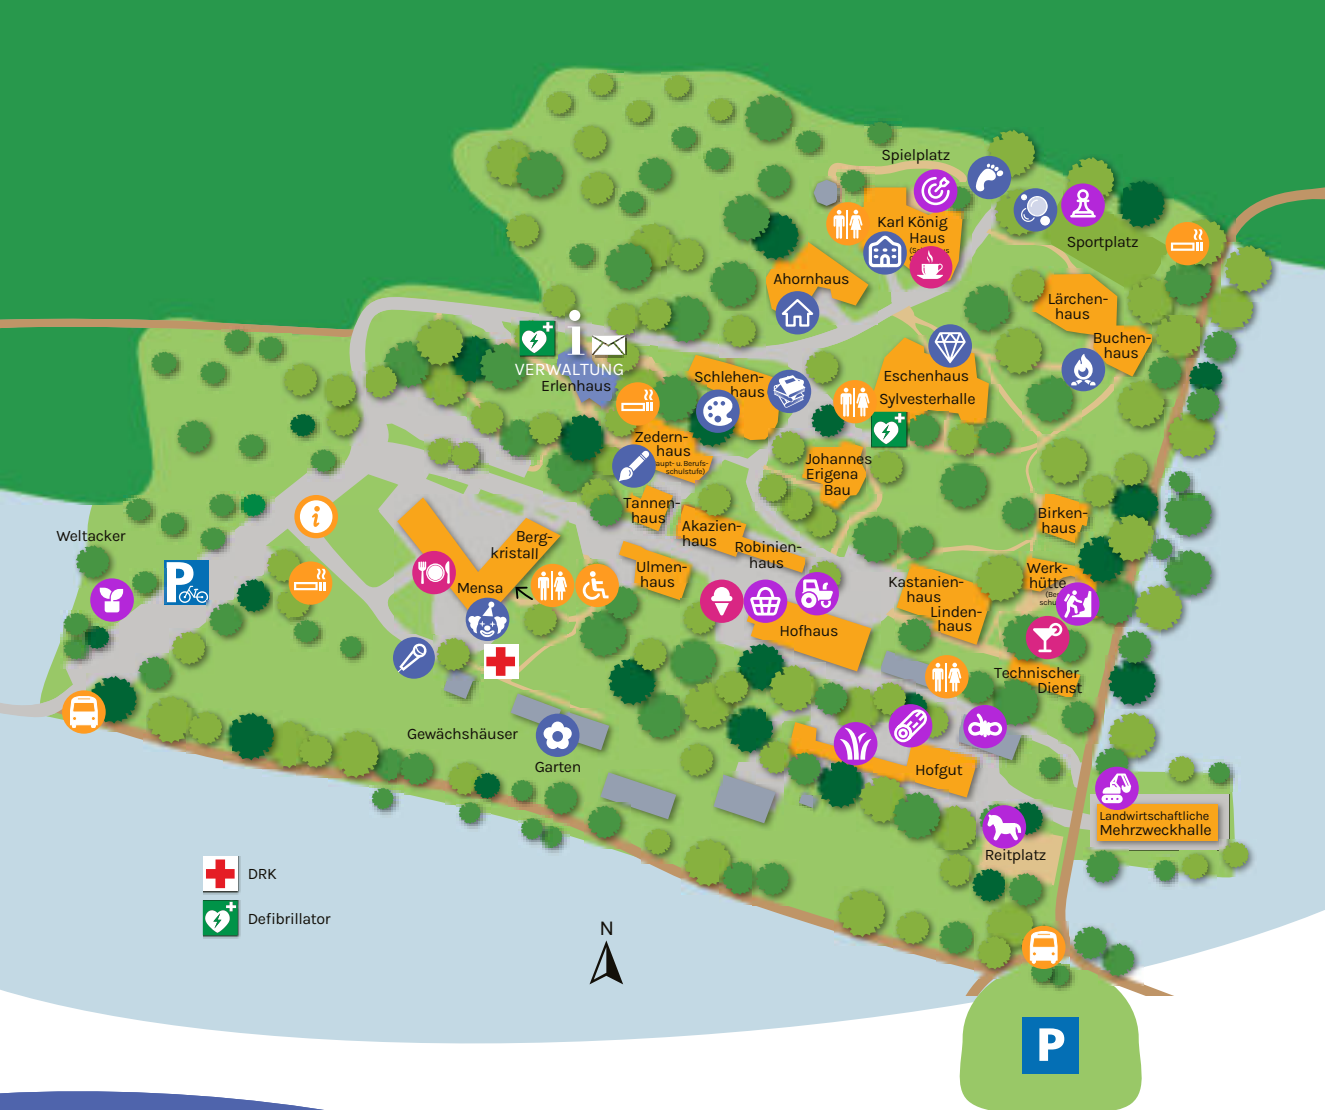 Spielplatz
Karl König
Haus
Sportplatz
Ahornhaus
Lärchen-
haus
Buchen-
haus
i
VERWALTUNG
Erlenhaus
Schlehen-
haus
Eschenhaus
Sylvesterhalle
Zedern-
haus
schulstufe)
Johannes
Erigena
Bau
Tannen-
haus
Akazien-
haus
Robinien-
haus
Birken-
haus
i
Weltacker
Berg-
kristall
Mensa
Ulmen-
haus
Werk-
hütte
Kastanien-
haus
Linden-
haus
P
Hofhaus
Technischer
Dienst
Gewächshäuser
Garten
Hofgut
Landwirtschaftliche
Mehrzweckhalle
Reitplatz
DRK
Defibrillator
N
P